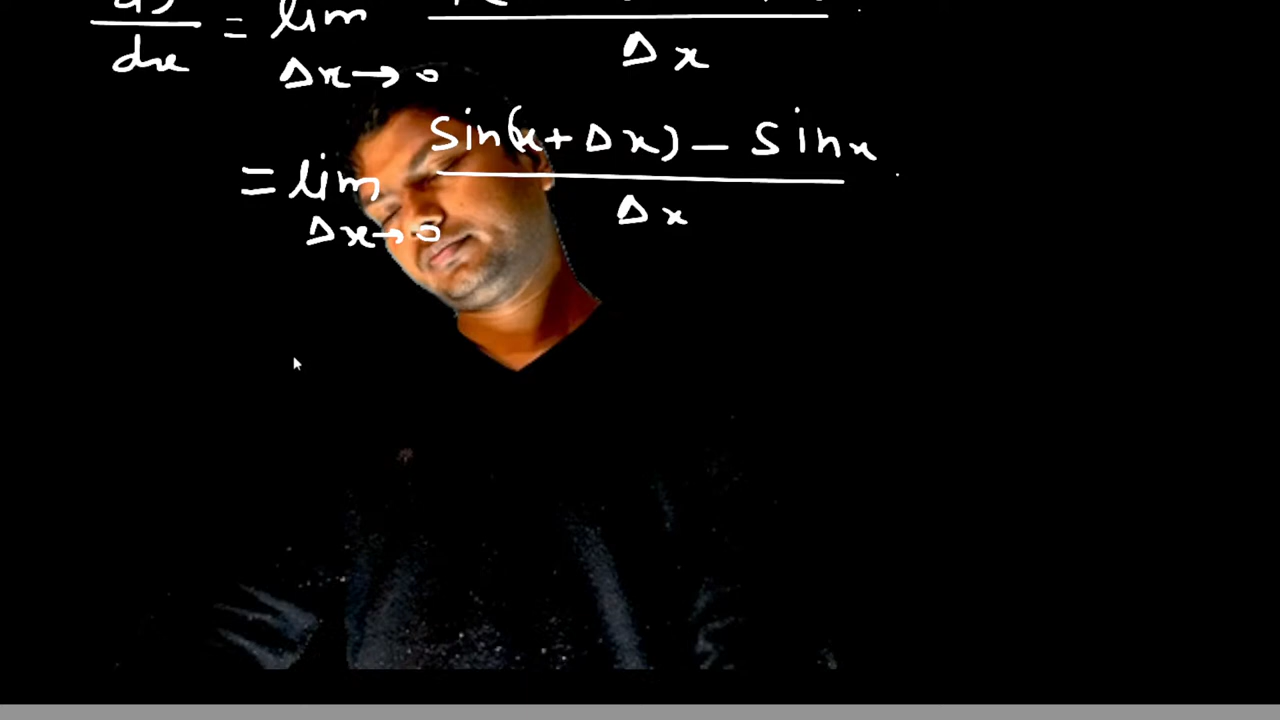 dx = lim Δx
Δx → 0
sin(x + Δx) - sin x
= lim
Δx
Δx → 0